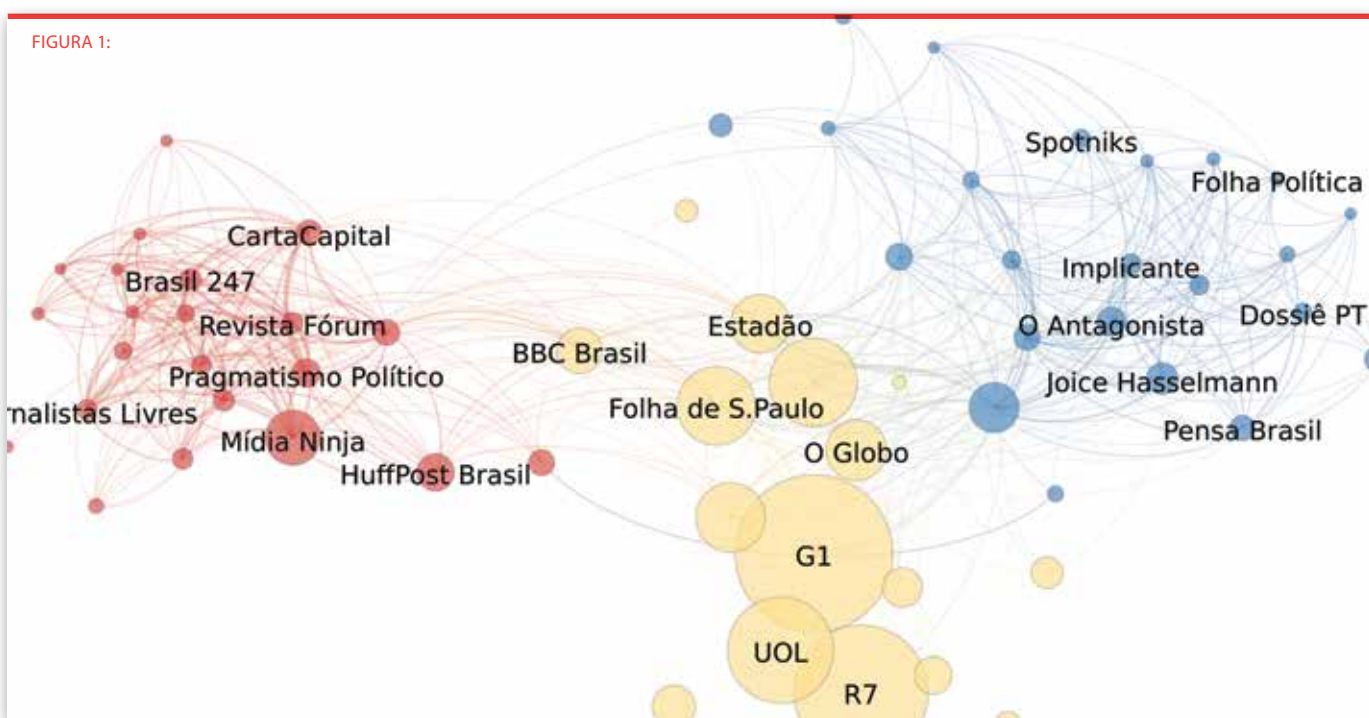 FIGURA 1:
Spotniks
Folha Política
CartaCapital
Brasil 247
Implicante
Revista Fórum
Estadão
O Antagonista
Dossiê PT
BBC Brasil
Pragmatismo Político
Joice Hasselmann
Folha de S.Paulo
rnalistas Livres
Mídia Ninja
Pensa Brasil
O Globo
HuffPost Brasil
G1
UOL
R7